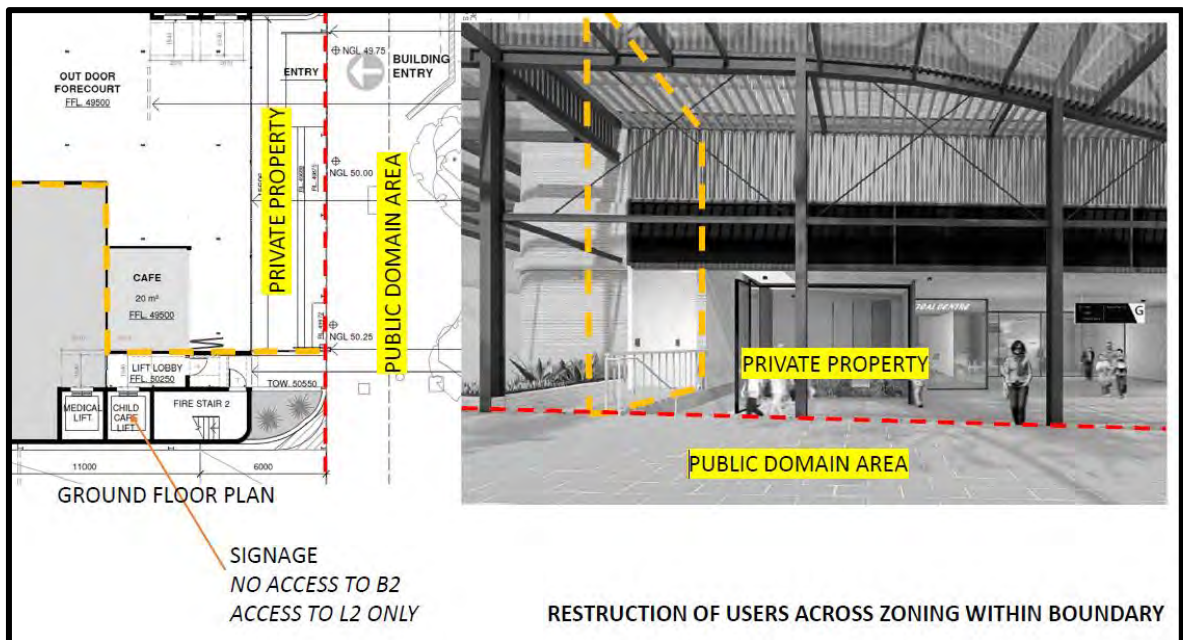 OUT DOOR
FORECOURT
FFL. 49500
ENTRY
NGL 49.75
BUILDING
ENTRY
PRIVATE PROPERTY
PUBLIC DOMAIN AREA
NGL 50.00
CAFE
20 m²
FFL. 49500
NGL 50.25
LIFT LOBBY
FFL 50250
TOW. 50550
MEDICAL
LIFT
CHILD
CARE
LIFT
FIRE STAIR 2
11000
6000
GROUND FLOOR PLAN
SIGNAGE
NO ACCESS TO B2
ACCESS TO L2 ONLY
G
PRIVATE PROPERTY
PUBLIC DOMAIN AREA
RESTRUCTION OF USERS ACROSS ZONING WITHIN BOUNDARY